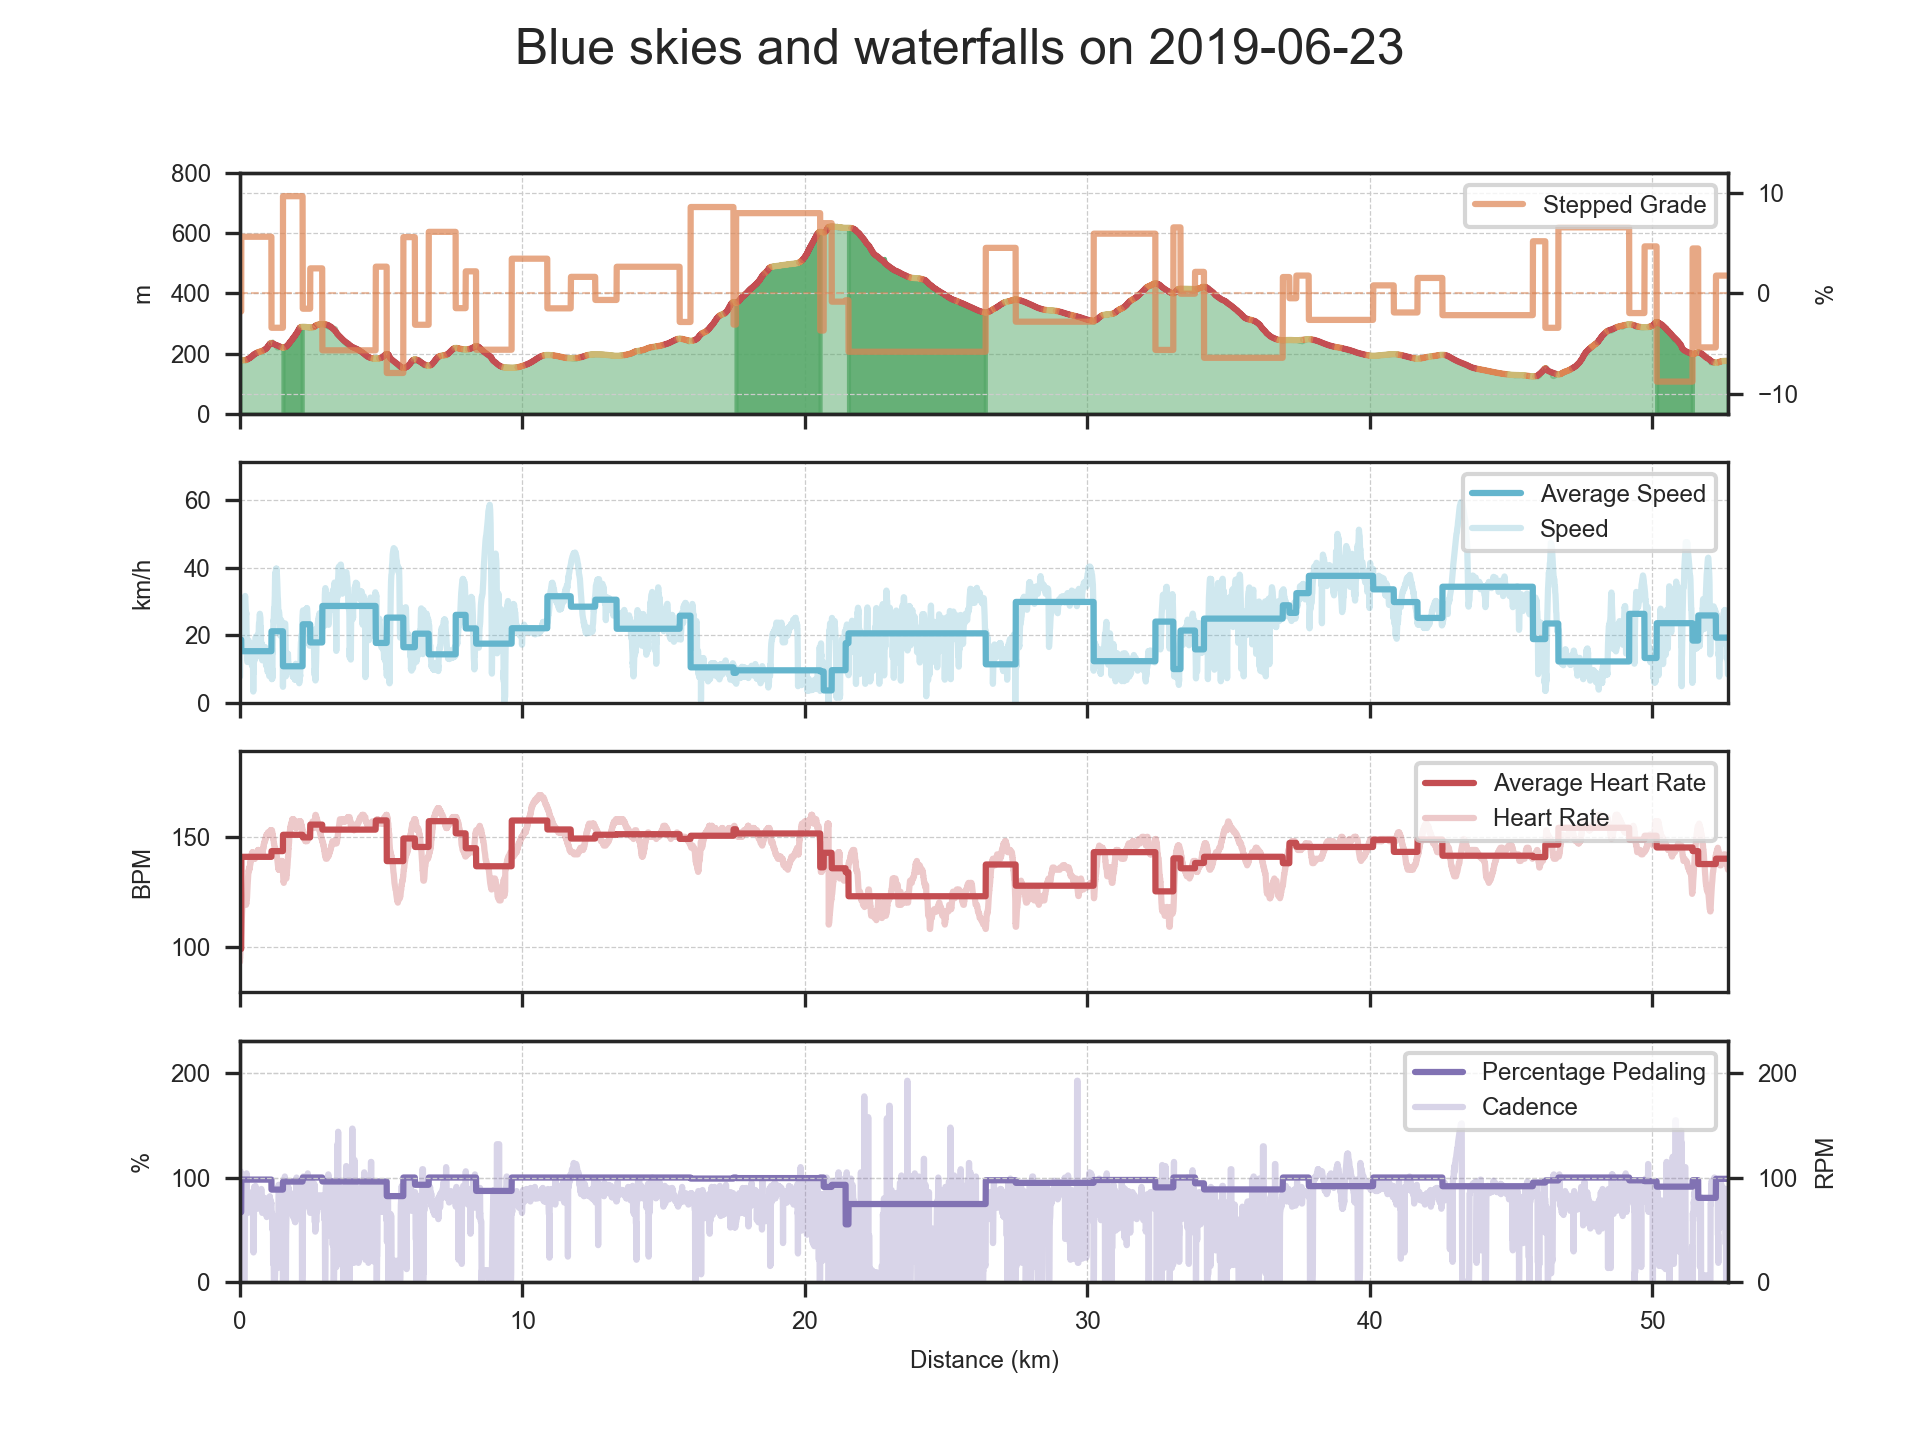 Blue skies and waterfalls on 2019-06-23
800
600
400
200
0
m
10
0
−10
%
Stepped Grade
60
40
20
0
km/h
Average Speed
Speed
150
100
BPM
Average Heart Rate
Heart Rate
200
100
0
%
200
100
0
RPM
Percentage Pedaling
Cadence
0 10 20 30 40 50
Distance (km)